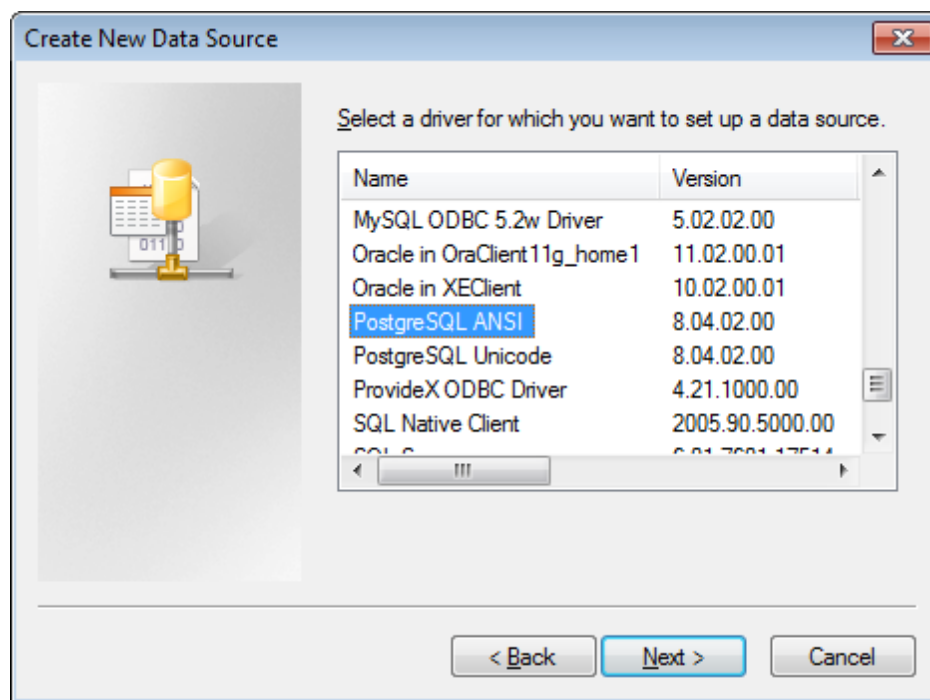 Create New Data Source
Select a driver for which you want to set up a data source.
Name Version
MySQL ODBC 5.2w Driver 5.02.02.00
Oracle in OraClient11g_home1 11.02.00.01
Oracle in XEClient 10.02.00.01
PostgreSQL ANSI 8.04.02.00
PostgreSQL Unicode 8.04.02.00
ProvideX ODBC Driver 4.21.1000.00
SQL Native Client 2005.90.5000.00
< Back Next > Cancel